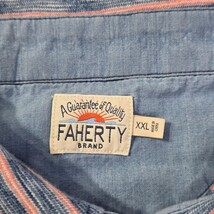 A Guarantee of Quality
FAHERTY
BRAND
XXL